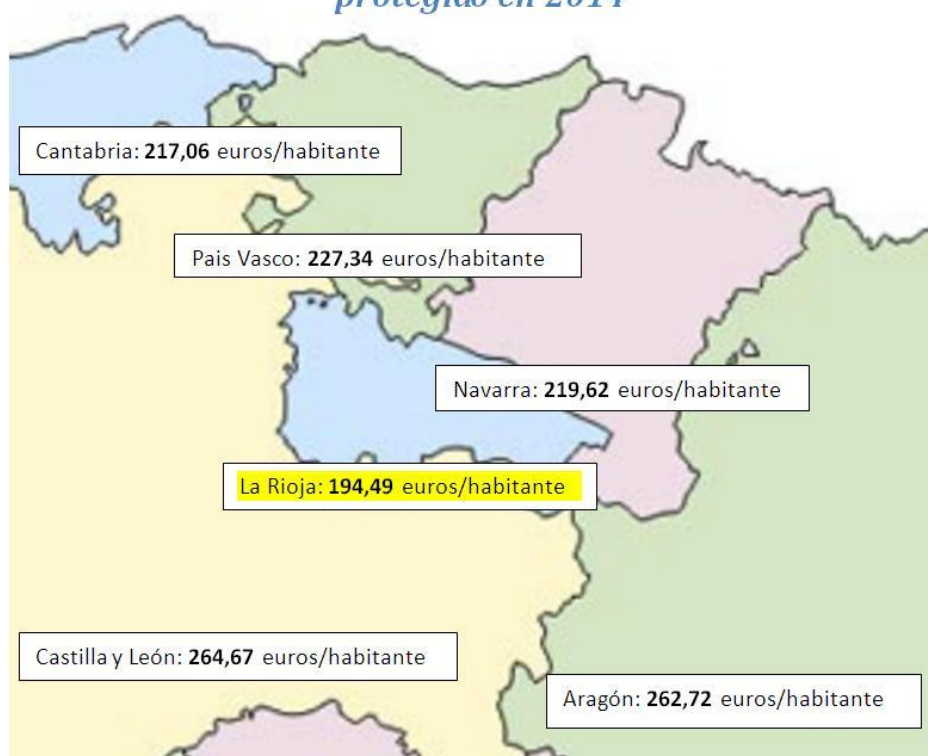 protegido en 2014
Cantabria: 217,06 euros/habitante
Pais Vasco: 227,34 euros/habitante
Navarra: 219,62 euros/habitante
La Rioja: 194,49 euros/habitante
Castilla y León: 264,67 euros/habitante
Aragón: 262,72 euros/habitante